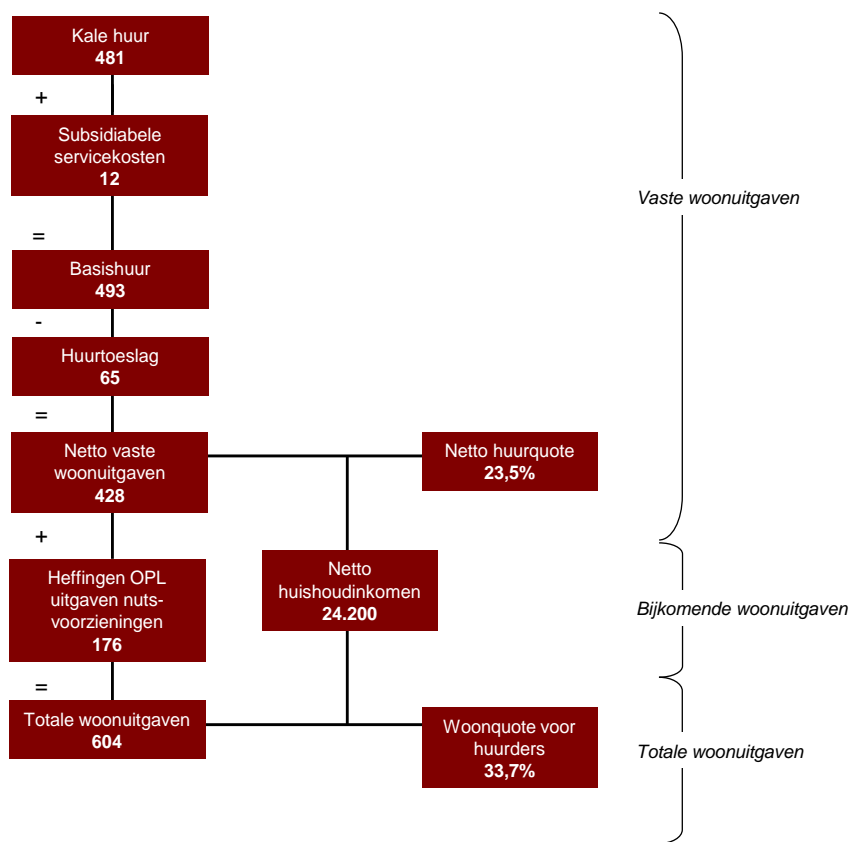 Kale huur
481
+
Subsidiabele
servicekosten
12
=
Basishuur
493
-
Huurtoeslag
65
=
Netto vaste
woonuitgaven
428
Netto huurquote
23,5%
+
Heffingen OPL
uitgaven nuts-
voorzieningen
176
Netto
huishoudinkomen
24.200
=
Totale woonuitgaven
604
Woonquote voor
huurders
33,7%
Vaste woonuitgaven
Bijkomende woonuitgaven
Totale woonuitgaven